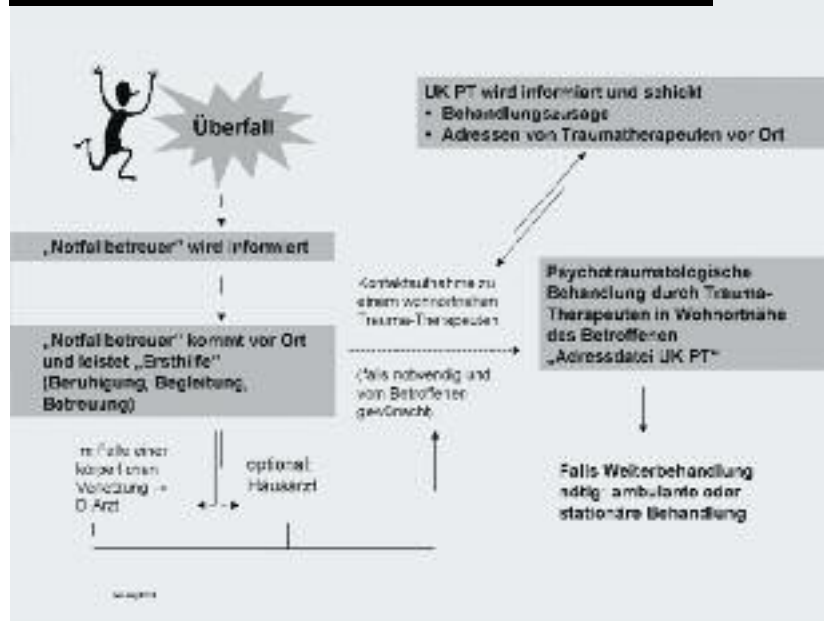 Überfall
UK PT wird informiert und schickt
• Behandlungszusage
• Adressen von Traumatherapeuten vor Ort
„Notfallbetreuer“ wird informiert
„Notfallbetreuer“ kommt vor Ort
und leistet „Ersthilfe“
(Beruhigung, Begleitung,
Betreuung)
Kontaktaufnahme zu
einem wohnortnahen
Trauma-Therapeuten
(falls notwendig und
vom Betroffenen
gewünscht)
Psychotraumatologische
Behandlung durch Trauma-
Therapeuten in Wohnortnähe
des Betroffenen
„Adressdatei UK PT“
im Falle einer
körperlichen
Verletzung →
D-Arzt
optional:
Hausarzt
Falls Weiterbehandlung
nötig: ambulante oder
stationäre Behandlung